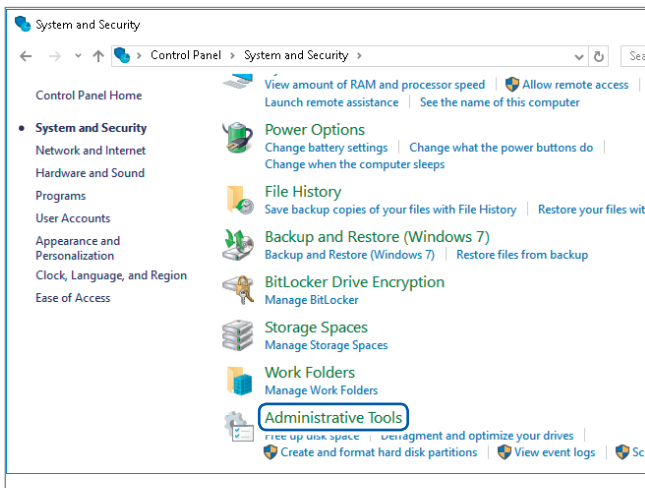 System and Security
Control Panel > System and Security >
Control Panel Home
System and Security
Network and Internet
Hardware and Sound
Programs
User Accounts
Appearance and
Personalization
Clock, Language, and Region
Ease of Access
View amount of RAM and processor speed | Allow remote access |
Launch remote assistance | See the name of this computer
Power Options
Change battery settings | Change what the power buttons do |
Change when the computer sleeps
File History
Save backup copies of your files with File History | Restore your files wit
Backup and Restore (Windows 7)
Backup and Restore (Windows 7) | Restore files from backup
BitLocker Drive Encryption
Manage BitLocker
Storage Spaces
Manage Storage Spaces
Work Folders
Manage Work Folders
Administrative Tools
Free up disk space | Defragment and optimize your drives |
Create and format hard disk partitions | View event logs | Sc